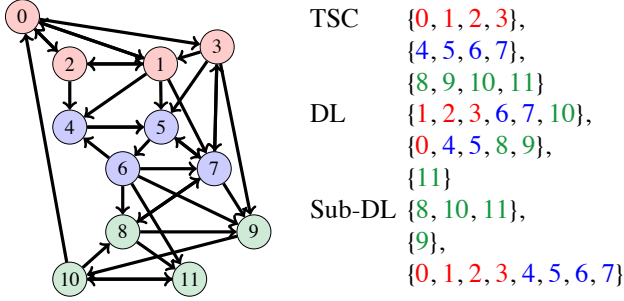 0
3
2
1
4
5
6
7
8
9
10
11
TSC {0, 1, 2, 3},
{4, 5, 6, 7},
{8, 9, 10, 11}
DL {1, 2, 3, 6, 7, 10},
{0, 4, 5, 8, 9},
{11}
Sub-DL {8, 10, 11},
{9},
{0, 1, 2, 3, 4, 5, 6, 7}